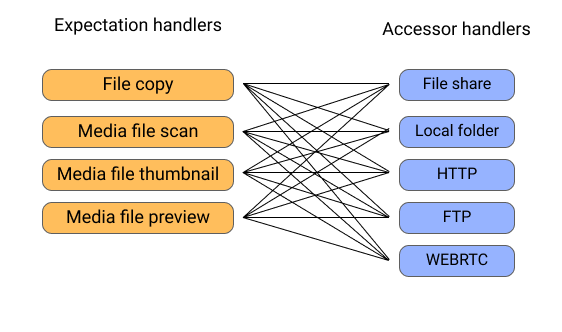 Expectation handlers
Accessor handlers
File copy
File share
Media file scan
Local folder
Media file thumbnail
HTTP
Media file preview
FTP
WEBRTC